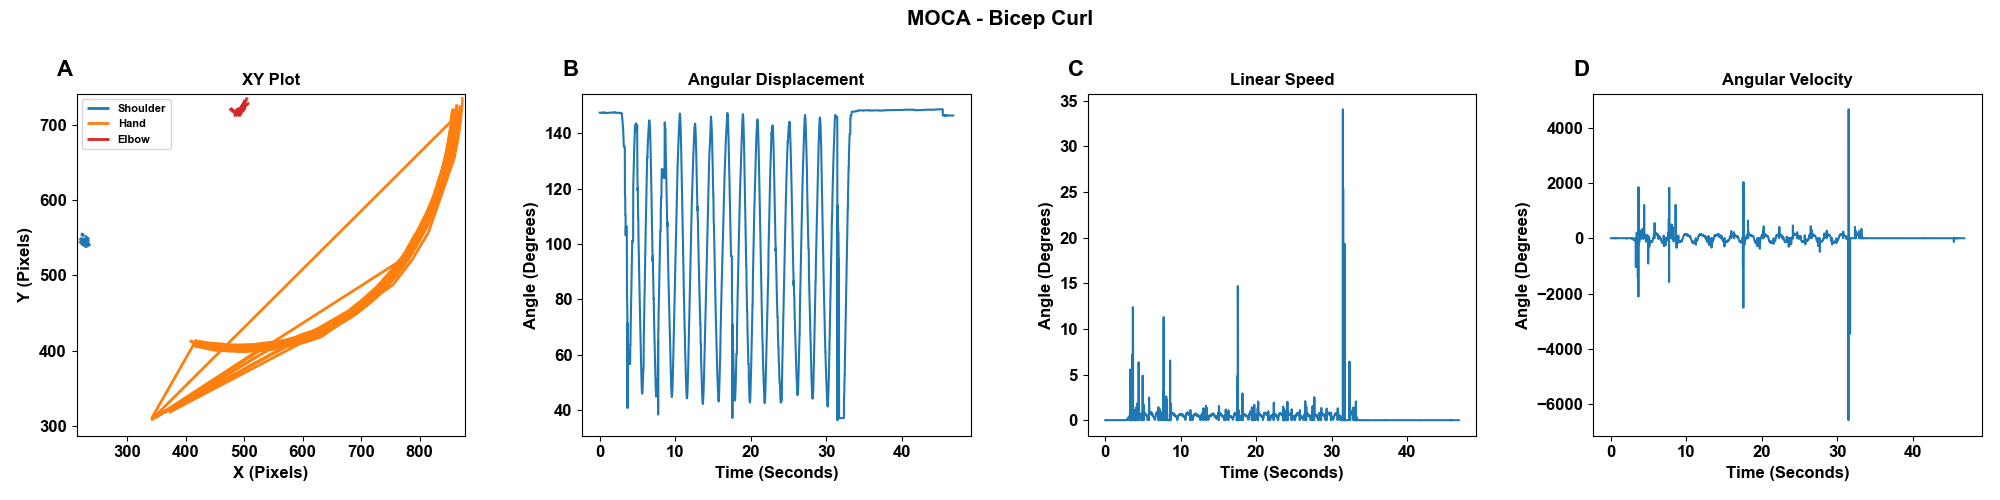 MOCA - Bicep Curl
A
XY Plot
Shoulder
Hand
Elbow
Y (Pixels)
700
600
500
400
300
300 400 500 600 700 800
X (Pixels)
B
Angular Displacement
Angle (Degrees)
140
120
100
80
60
40
0 10 20 30 40
Time (Seconds)
C
Linear Speed
Angle (Degrees)
35
30
25
20
15
10
5
0
0 10 20 30 40
Time (Seconds)
D
Angular Velocity
Angle (Degrees)
4000
2000
0
−2000
−4000
−6000
0 10 20 30 40
Time (Seconds)